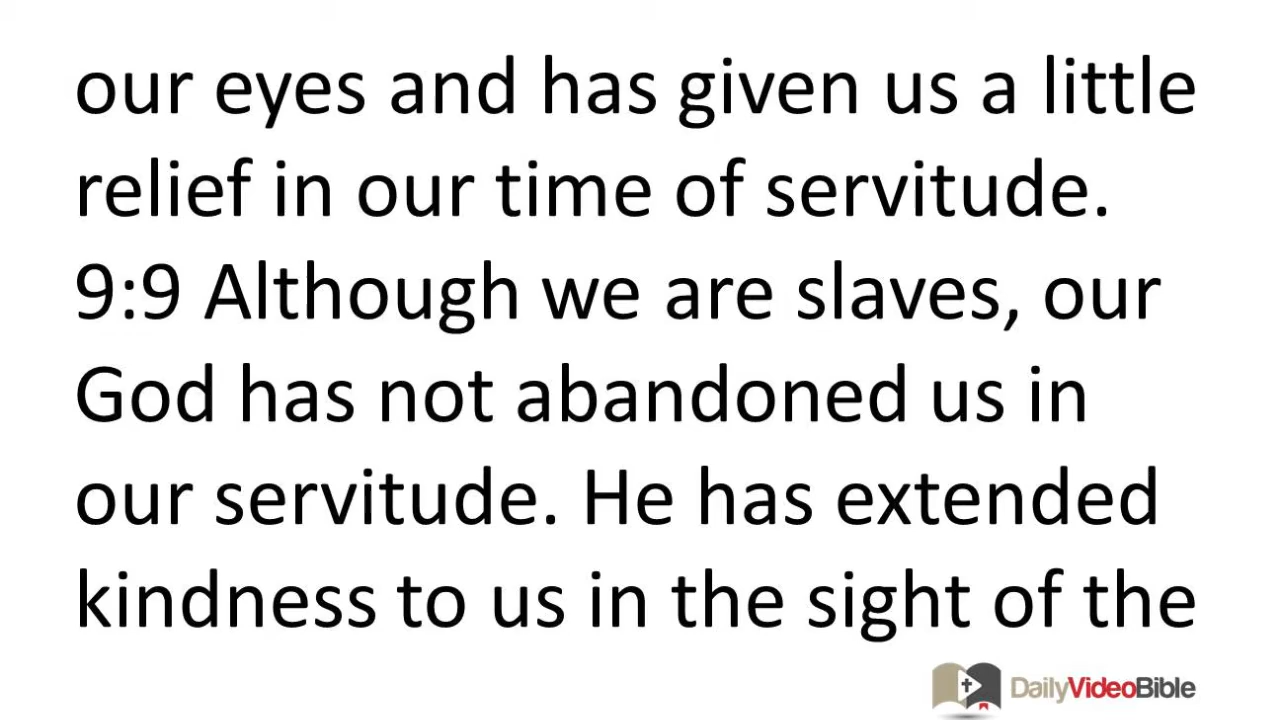 our eyes and has given us a little
relief in our time of servitude.
9:9 Although we are slaves, our
God has not abandoned us in
our servitude. He has extended
kindness to us in the sight of the
DailyVideoBible